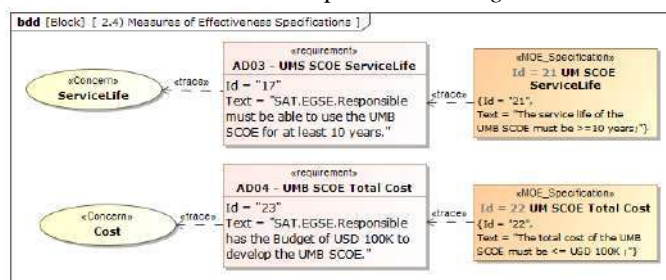 bdd [Block] [ 2.4) Measures of Effectiveness Specifications ]
«Concern»
ServiceLife
«trace»
«requirement»
AD03 - UMS SCOE ServiceLife
Id = "17"
Text = "SAT.EGSE.Responsible
must be able to use the UMB
SCOE for at least 10 years."
«trace»
«MOE_Specification»
Id = 21 UM SCOE
ServiceLife
{Id = "21",
Text = "The service life of the
UMB SCOE must be >=10 years;"}
«Concern»
Cost
«trace»
«requirement»
AD04 - UMB SCOE Total Cost
Id = "23"
Text = "SAT.EGSE.Responsible
has the Budget of USD 100K to
develop the UMB SCOE."
«trace»
«MOE_Specification»
Id = 22 UM SCOE Total Cost
{Id = "22",
Text = "The total cost of the UMB
SCOE must be <= USD 100K ;"}